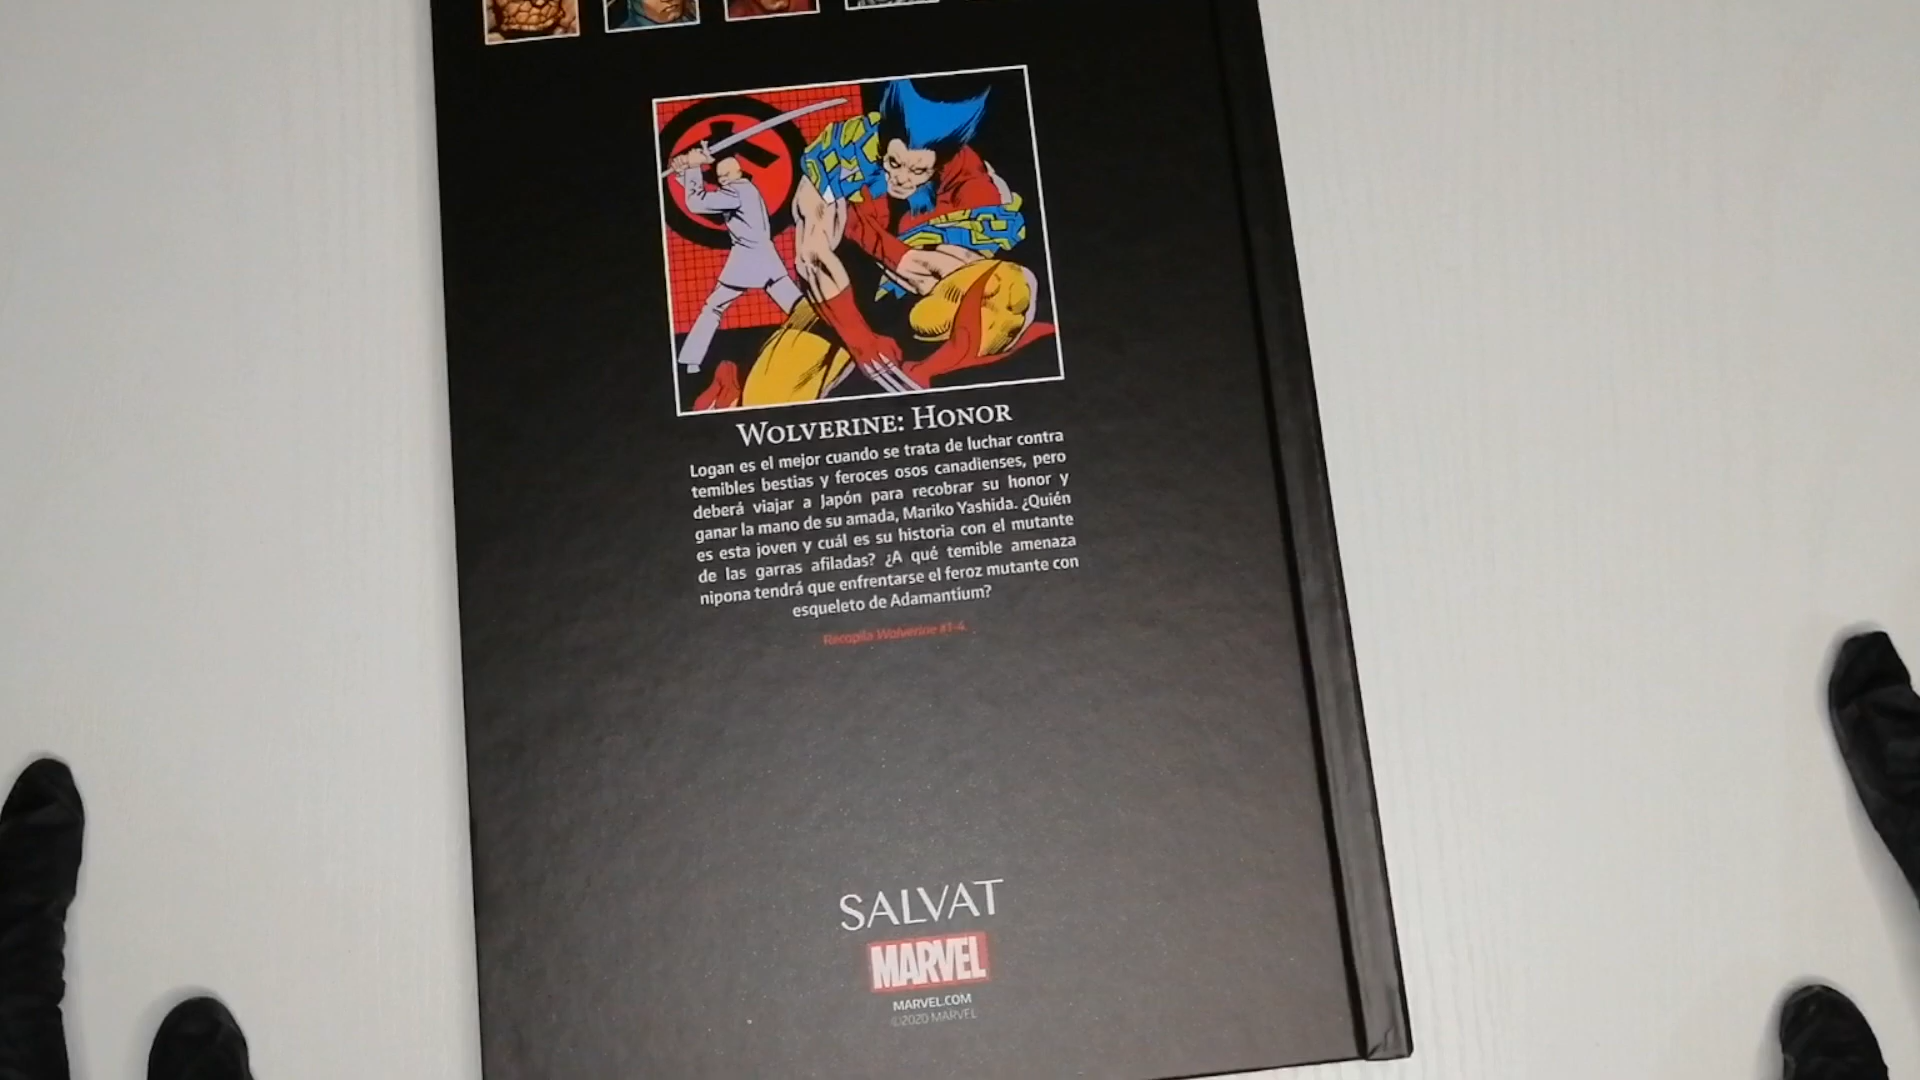 WOLVERINE: HONOR
Logan es el mejor cuando se trata de luchar contra
temibles bestias y feroces osos canadienses, pero
deberá viajar a Japón para recobrar su honor y
ganar la mano de su amada, Mariko Yashida. ¿Quién
es esta joven y cuál es su historia con el mutante
de las garras afiladas? ¿A qué temible amenaza
nipona tendrá que enfrentarse el feroz mutante con
esqueleto de Adamantium?
Recopila Wolverine #1-4.
SALVAT
MARVEL
MARVEL.COM
©2020 MARVEL